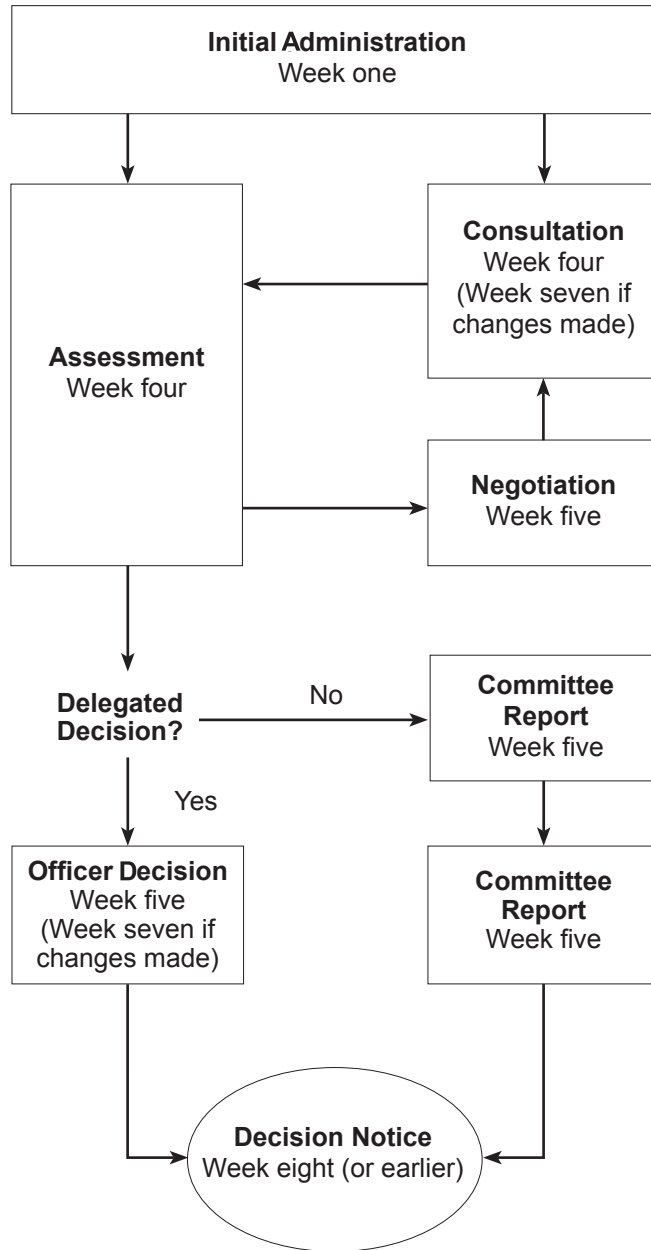 Initial Administration
Week one
Consultation
Week four
(Week seven if
changes made)
Assessment
Week four
Negotiation
Week five
Delegated
Decision?
No
Committee
Report
Week five
Yes
Officer Decision
Week five
(Week seven if
changes made)
Committee
Report
Week five
Decision Notice
Week eight (or earlier)